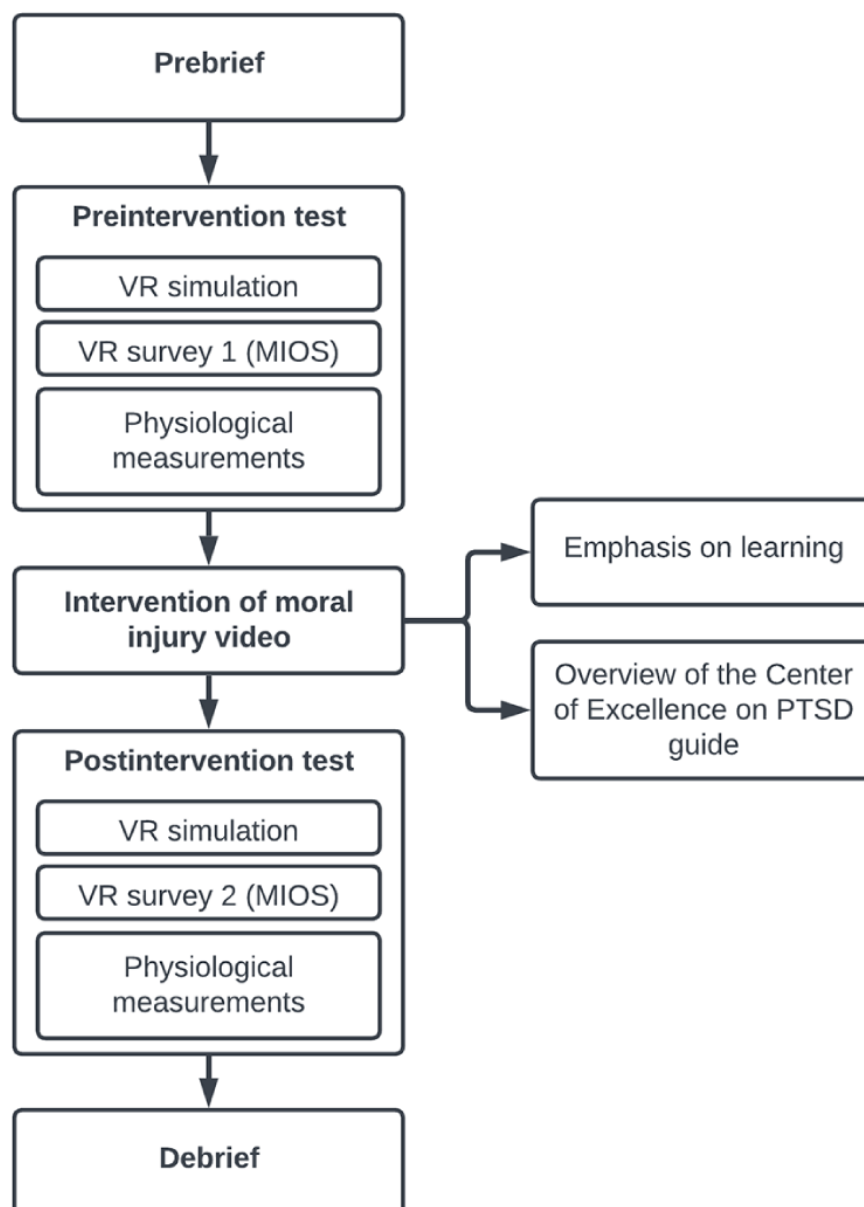 Prebrief
Preintervention test
VR simulation
VR survey 1 (MIOS)
Physiological
measurements
Intervention of moral
injury video
Emphasis on learning
Overview of the Center
of Excellence on PTSD
guide
Postintervention test
VR simulation
VR survey 2 (MIOS)
Physiological
measurements
Debrief